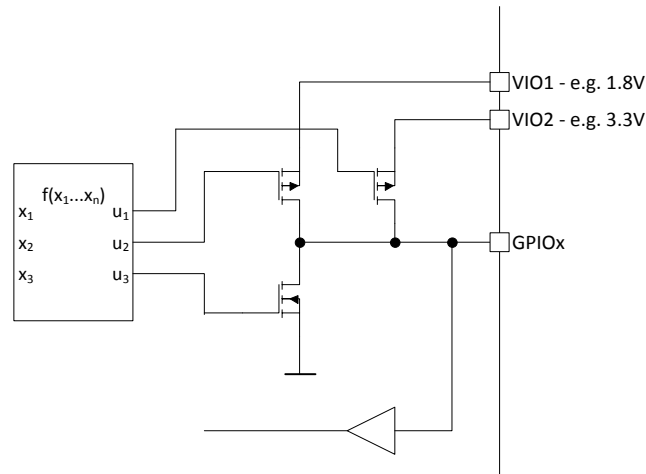 VIO1 - e.g. 1.8V
VIO2 - e.g. 3.3V
f(x₁...xₙ)
x₁ u₁
x₂ u₂
x₃ u₃
GPIOx